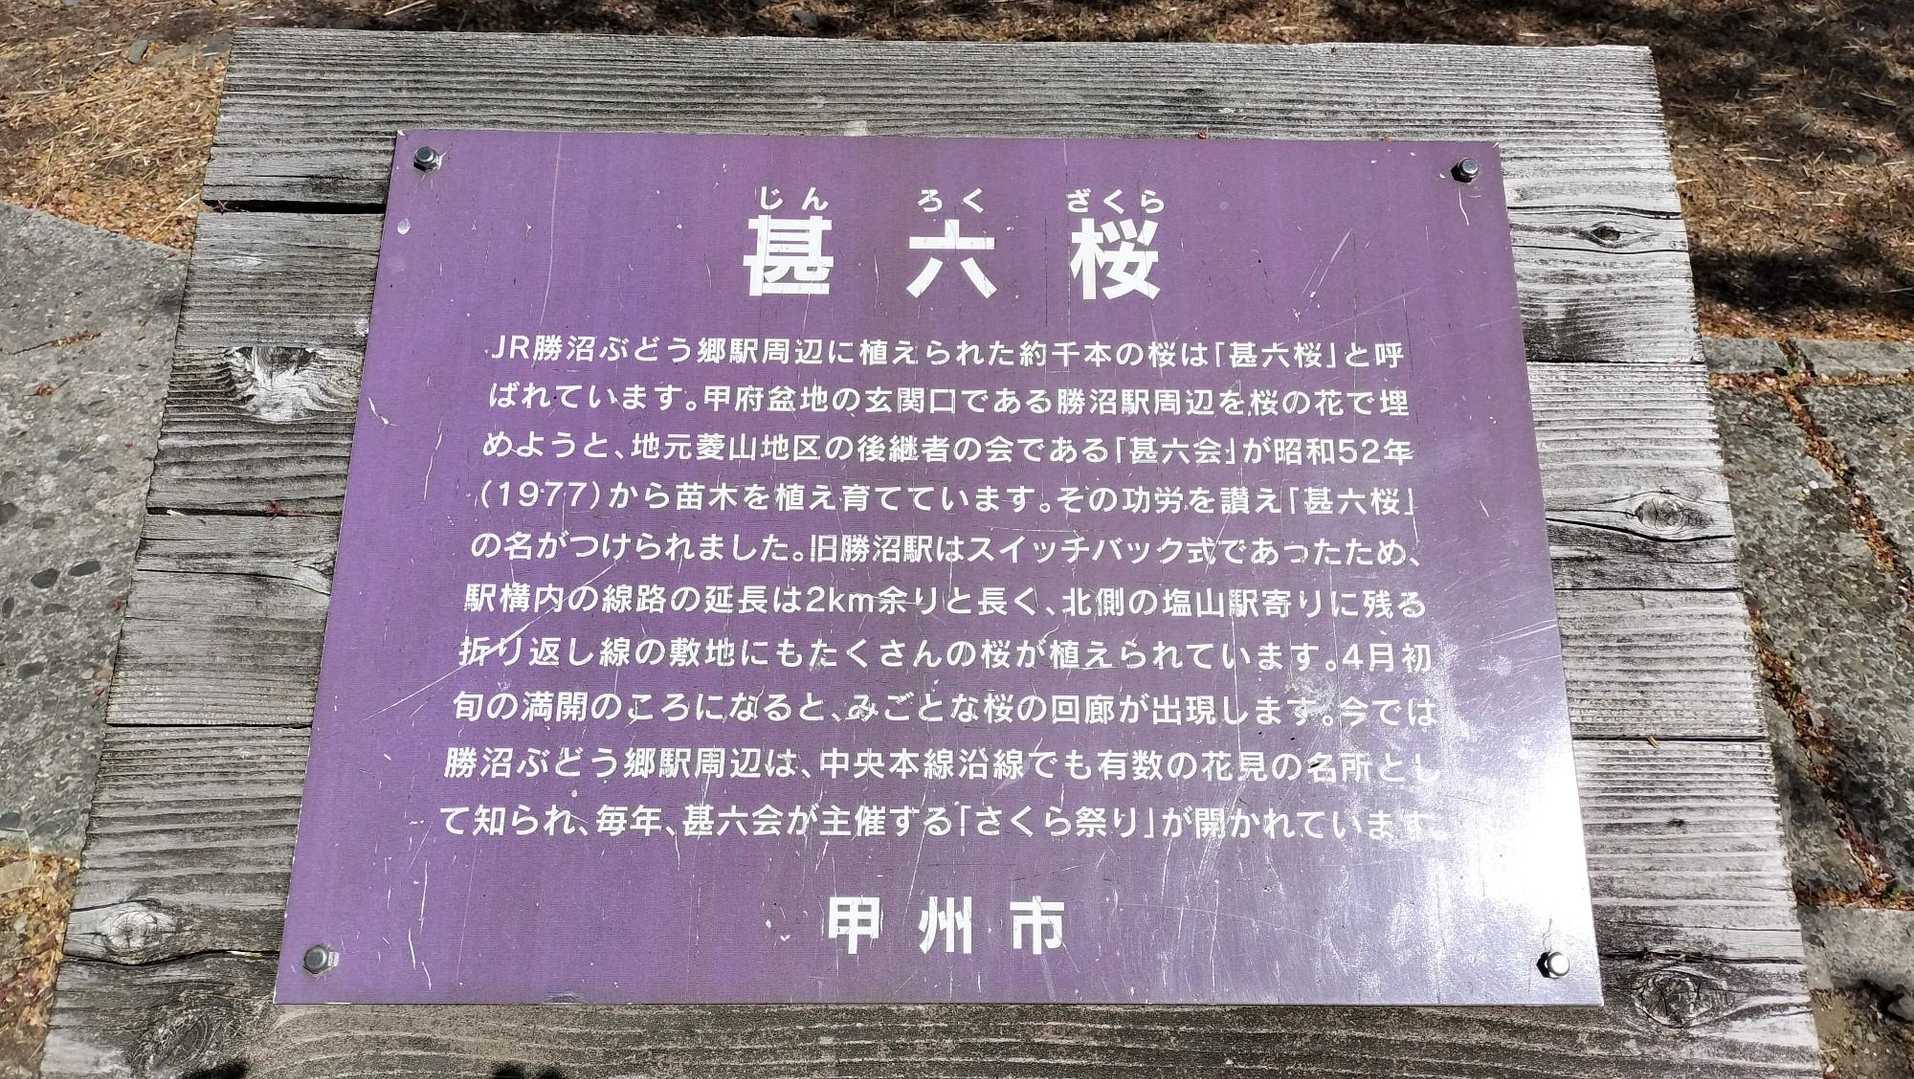 じん ろく ざくら
甚六桜
JR勝沼ぶどう郷駅周辺に植えられた約千本の桜は「甚六桜」と呼
ばれています。甲府盆地の玄関口である勝沼駅周辺を桜の花で埋
めようと、地元菱山地区の後継者の会である「甚六会」が昭和52年
(1977)から苗木を植え育てています。その功労を讃え「甚六桜」
の名がつけられました。旧勝沼駅はスイッチバック式であったため、
駅構内の線路の延長は2km余りと長く、北側の塩山駅寄りに残る
折り返し線の敷地にもたくさんの桜が植えられています。4月初
旬の満開のころになると、みごとな桜の回廊が出現します。今では
勝沼ぶどう郷駅周辺は、中央本線沿線でも有数の花見の名所とし
て知られ、毎年、甚六会が主催する「さくら祭り」が開かれています。
甲州市